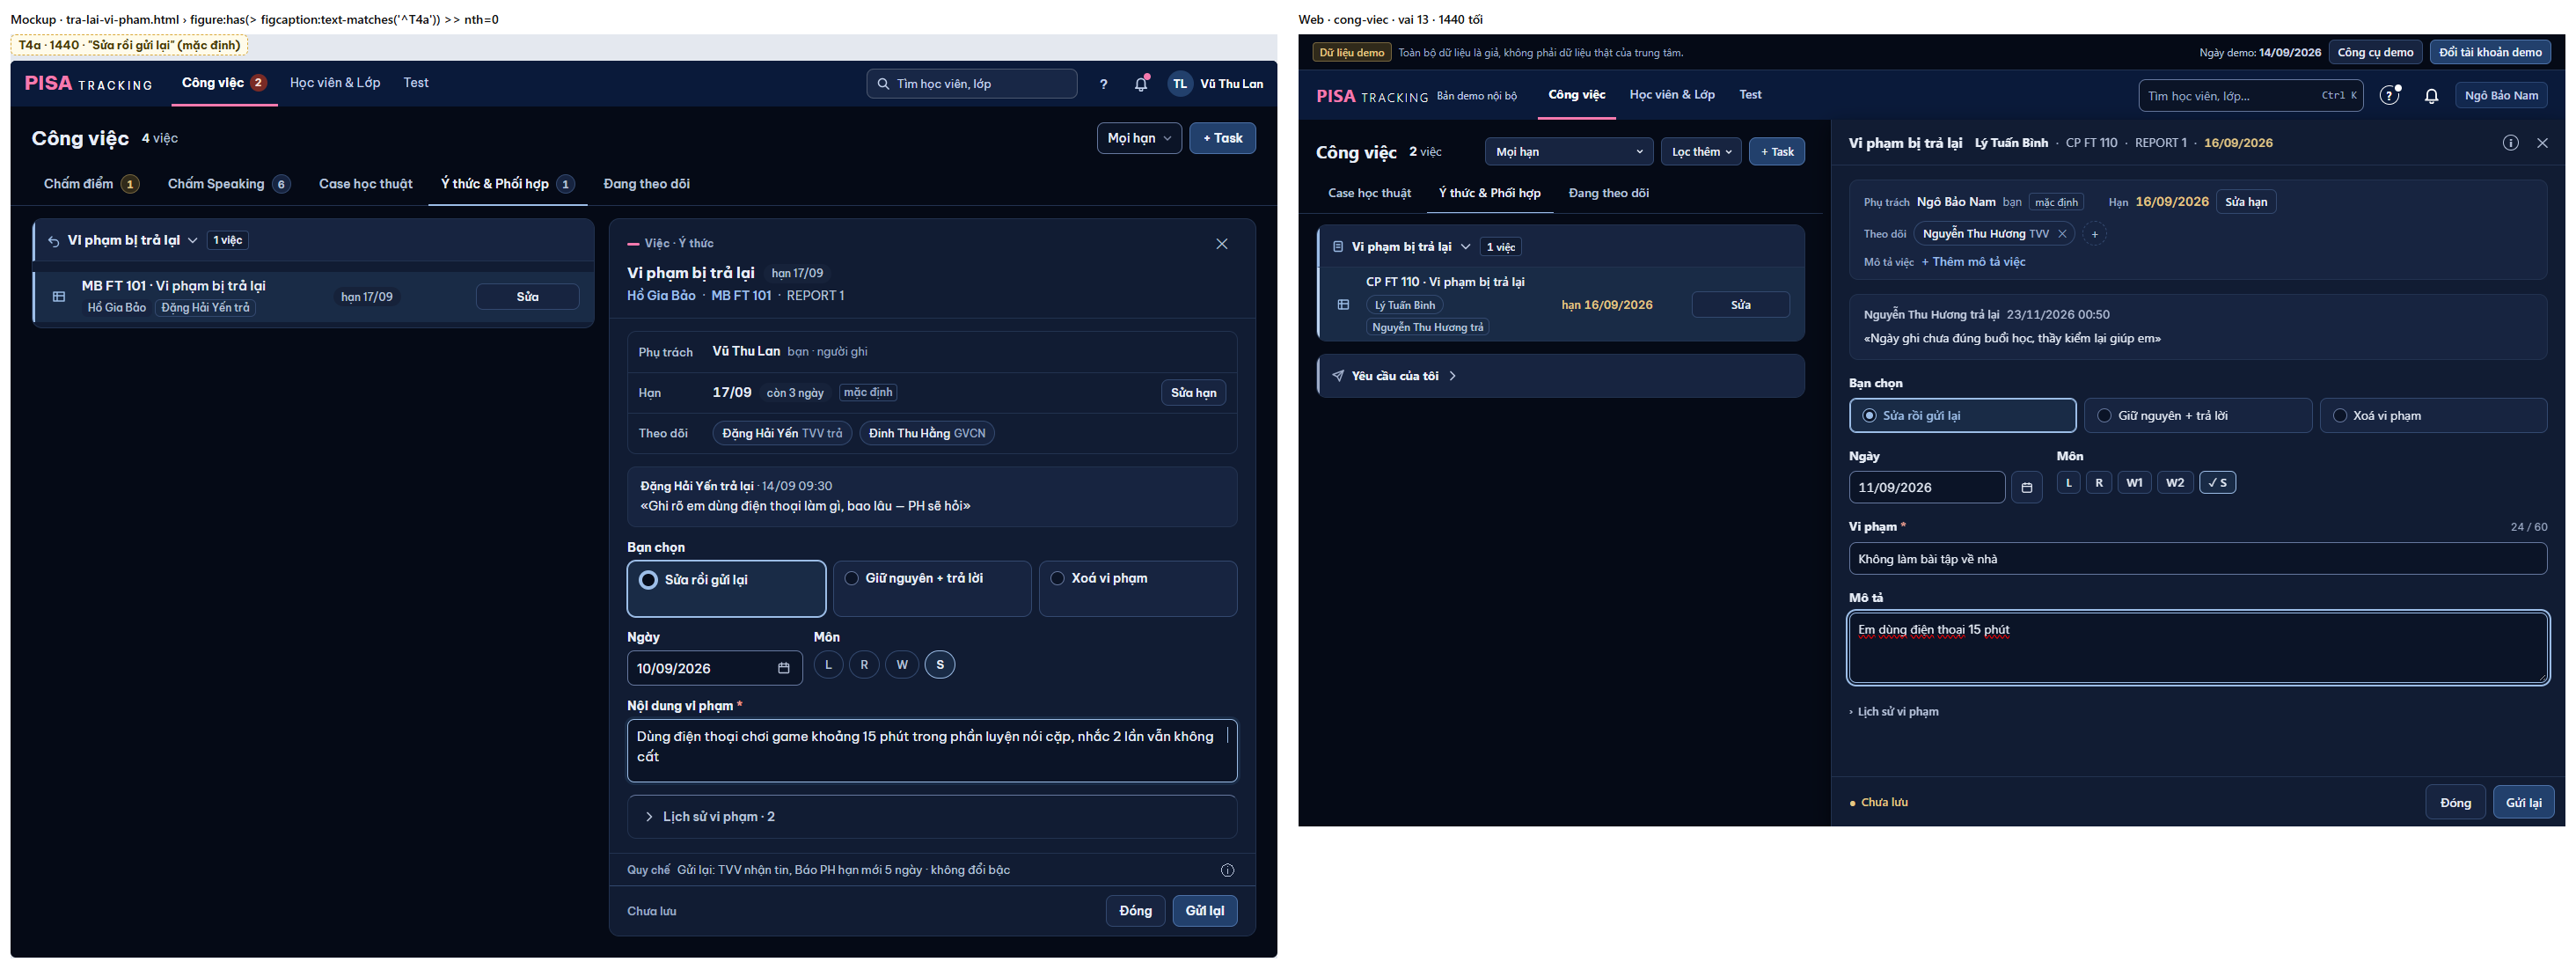 Mockup · tra-lai-vi-pham.html › figure:has(> figcaption:text-matches('^T4a')) >> nth=0
T4a · 1440 · "Sửa rồi gửi lại" (mặc định)
PISA TRACKING
Công việc 2
Học viên & Lớp
Test
Tìm học viên, lớp
?
TL
Vũ Thu Lan
Công việc 4 việc
Mọi hạn
+ Task
Chấm điểm 1
Chấm Speaking 6
Case học thuật
Ý thức & Phối hợp 1
Đang theo dõi
Vi phạm bị trả lại
1 việc
MB FT 101 · Vi phạm bị trả lại
Hồ Gia Bảo
Đặng Hải Yến trả
hạn 17/09
Sửa
Việc · Ý thức
Vi phạm bị trả lại hạn 17/09
Hồ Gia Bảo · MB FT 101 · REPORT 1
Phụ trách Vũ Thu Lan bạn · người ghi
Hạn 17/09 còn 3 ngày mặc định
Sửa hạn
Theo dõi Đặng Hải Yến TVV trả Đinh Thu Hằng GVCN
Đặng Hải Yến trả lại · 14/09 09:30
«Ghi rõ em dùng điện thoại làm gì, bao lâu — PH sẽ hỏi»
Bạn chọn
Sửa rồi gửi lại
Giữ nguyên + trả lời
Xoá vi phạm
Ngày
Môn
10/09/2026
L R W S
Nội dung vi phạm *
Dùng điện thoại chơi game khoảng 15 phút trong phần luyện nói cặp, nhắc 2 lần vẫn không
cất
Lịch sử vi phạm · 2
Quy chế Gửi lại: TVV nhận tin, Báo PH hạn mới 5 ngày · không đổi bậc
Chưa lưu
Đóng
Gửi lại
Web · cong-viec · vai 13 · 1440 tối
Dữ liệu demo Toàn bộ dữ liệu là giả, không phải dữ liệu thật của trung tâm.
Ngày demo: 14/09/2026
Công cụ demo
Đổi tài khoản demo
PISA TRACKING Bản demo nội bộ
Công việc
Học viên & Lớp
Test
Tìm học viên, lớp... Ctrl K
?
Ngô Bảo Nam
Công việc 2 việc
Mọi hạn
Lọc thêm
+ Task
Case học thuật
Ý thức & Phối hợp
Đang theo dõi
Vi phạm bị trả lại
1 việc
CP FT 110 · Vi phạm bị trả lại
Lý Tuấn Bình
Nguyễn Thu Hương trả
hạn 16/09/2026
Sửa
Yêu cầu của tôi
Vi phạm bị trả lại Lý Tuấn Bình · CP FT 110 · REPORT 1 · 16/09/2026
Phụ trách Ngô Bảo Nam bạn mặc định Hạn 16/09/2026 Sửa hạn
Theo dõi Nguyễn Thu Hương TVV +
Mô tả việc + Thêm mô tả việc
Nguyễn Thu Hương trả lại 23/11/2026 00:50
«Ngày ghi chưa đúng buổi học, thầy kiểm lại giúp em»
Bạn chọn
Sửa rồi gửi lại
Giữ nguyên + trả lời
Xoá vi phạm
Ngày
Môn
11/09/2026
L R W1 W2 ✓ S
Vi phạm *
24 / 60
Không làm bài tập về nhà
Mô tả
Em dùng điện thoại 15 phút
› Lịch sử vi phạm
Chưa lưu
Đóng
Gửi lại